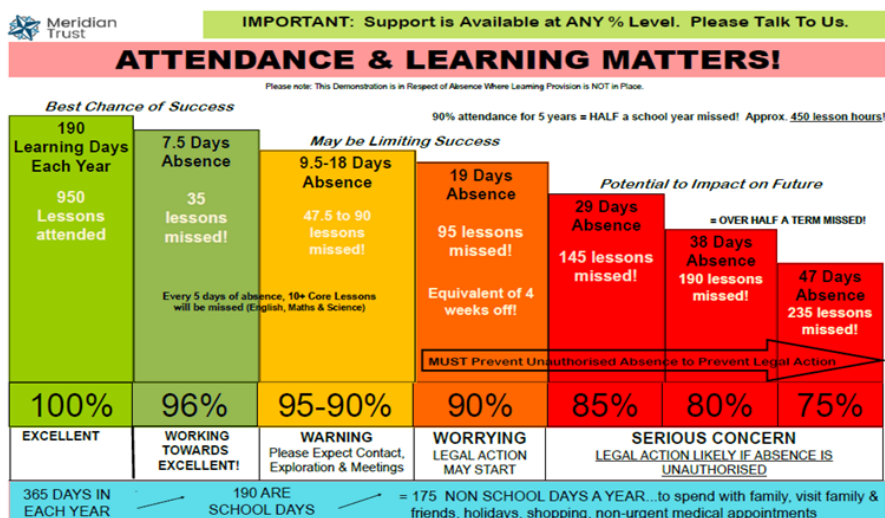 Meridian
Trust
IMPORTANT: Support is Available at ANY % Level. Please Talk To Us.
ATTENDANCE & LEARNING MATTERS!
Please note: This Demonstration is in Respect of Absence Where Learning Provision is NOT in Place.
Best Chance of Success
90% attendance for 5 years = HALF a school year missed! Approx. 450 lesson hours!
May be Limiting Success
Potential to Impact on Future
= OVER HALF A TERM MISSED!
190
Learning Days
Each Year
950
Lessons
attended
7.5 Days
Absence
35
lessons
missed!
9.5-18 Days
Absence
47.5 to 90
lessons
missed!
Every 5 days of absence, 10+ Core Lessons
will be missed (English, Maths & Science)
19 Days
Absence
95 lessons
missed!
Equivalent of 4
weeks off!
29 Days
Absence
145 lessons
missed!
38 Days
Absence
190 lessons
missed!
47 Days
Absence
235 lessons
missed!
MUST Prevent Unauthorised Absence to Prevent Legal Action
100%
96%
95-90%
90%
85%
80%
75%
EXCELLENT
WORKING
TOWARDS
EXCELLENT!
WARNING
Please Expect Contact,
Exploration & Meetings
WORRYING
LEGAL ACTION
MAY START
SERIOUS CONCERN
LEGAL ACTION LIKELY IF ABSENCE IS
UNAUTHORISED
365 DAYS IN
EACH YEAR
190 ARE
SCHOOL DAYS
= 175 NON SCHOOL DAYS A YEAR...to spend with family, visit family &
friends, holidays, shopping, non-urgent medical appointments